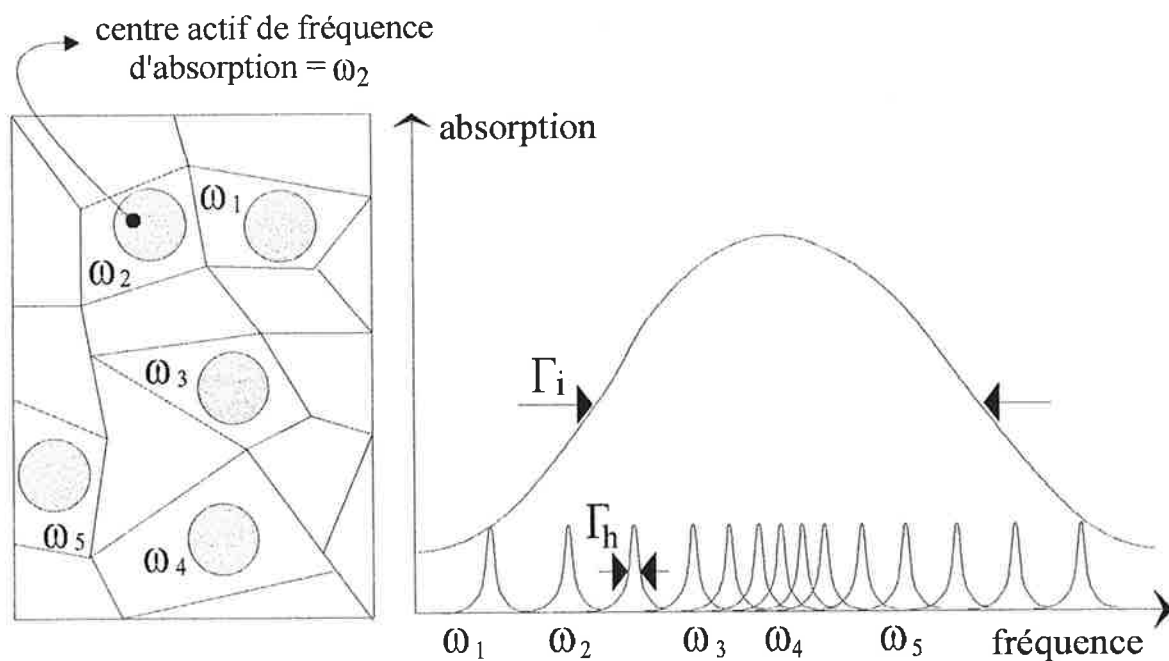 centre actif de fréquence
d'absorption = ω₂
absorption
ω₁
ω₂
ω₃
ω₄
ω₅
Γi
Γh
ω₁ ω₂ ω₃ ω₄ ω₅ fréquence